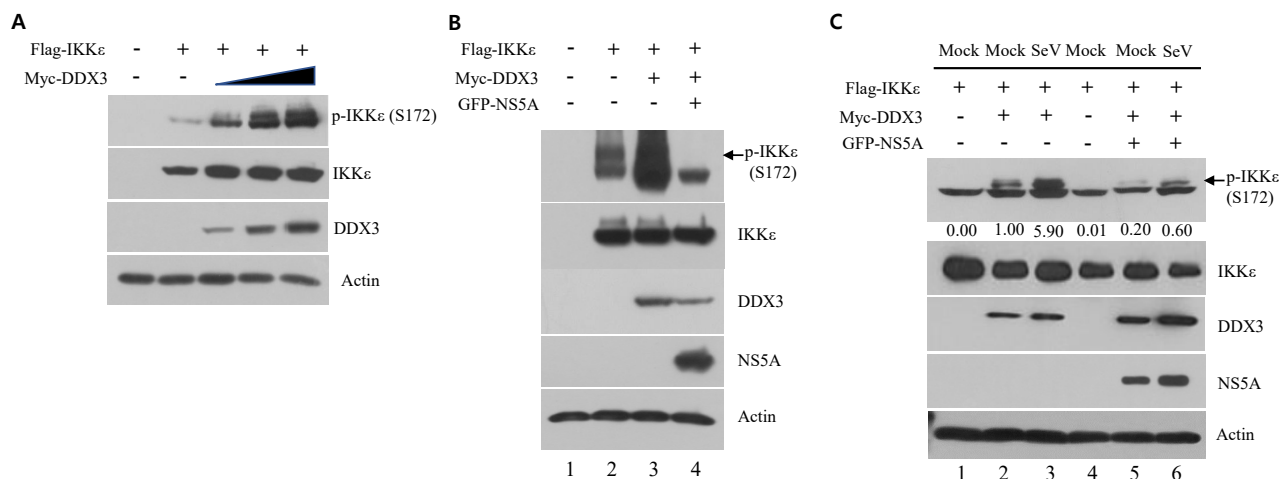 A
Flag-IKKε - + + + +
Myc-DDX3 - -
p-IKKε (S172)
IKKε
DDX3
Actin
B
Flag-IKKε - + + +
Myc-DDX3 - - + +
GFP-NS5A - - - +
p-IKKε
(S172)
IKKε
DDX3
NS5A
Actin
1 2 3 4
C
Mock Mock SeV Mock Mock SeV
Flag-IKKε + + + + + +
Myc-DDX3 - + + - + +
GFP-NS5A - - - - + +
p-IKKε
(S172)
0.00 1.00 5.90 0.01 0.20 0.60
IKKε
DDX3
NS5A
Actin
1 2 3 4 5 6